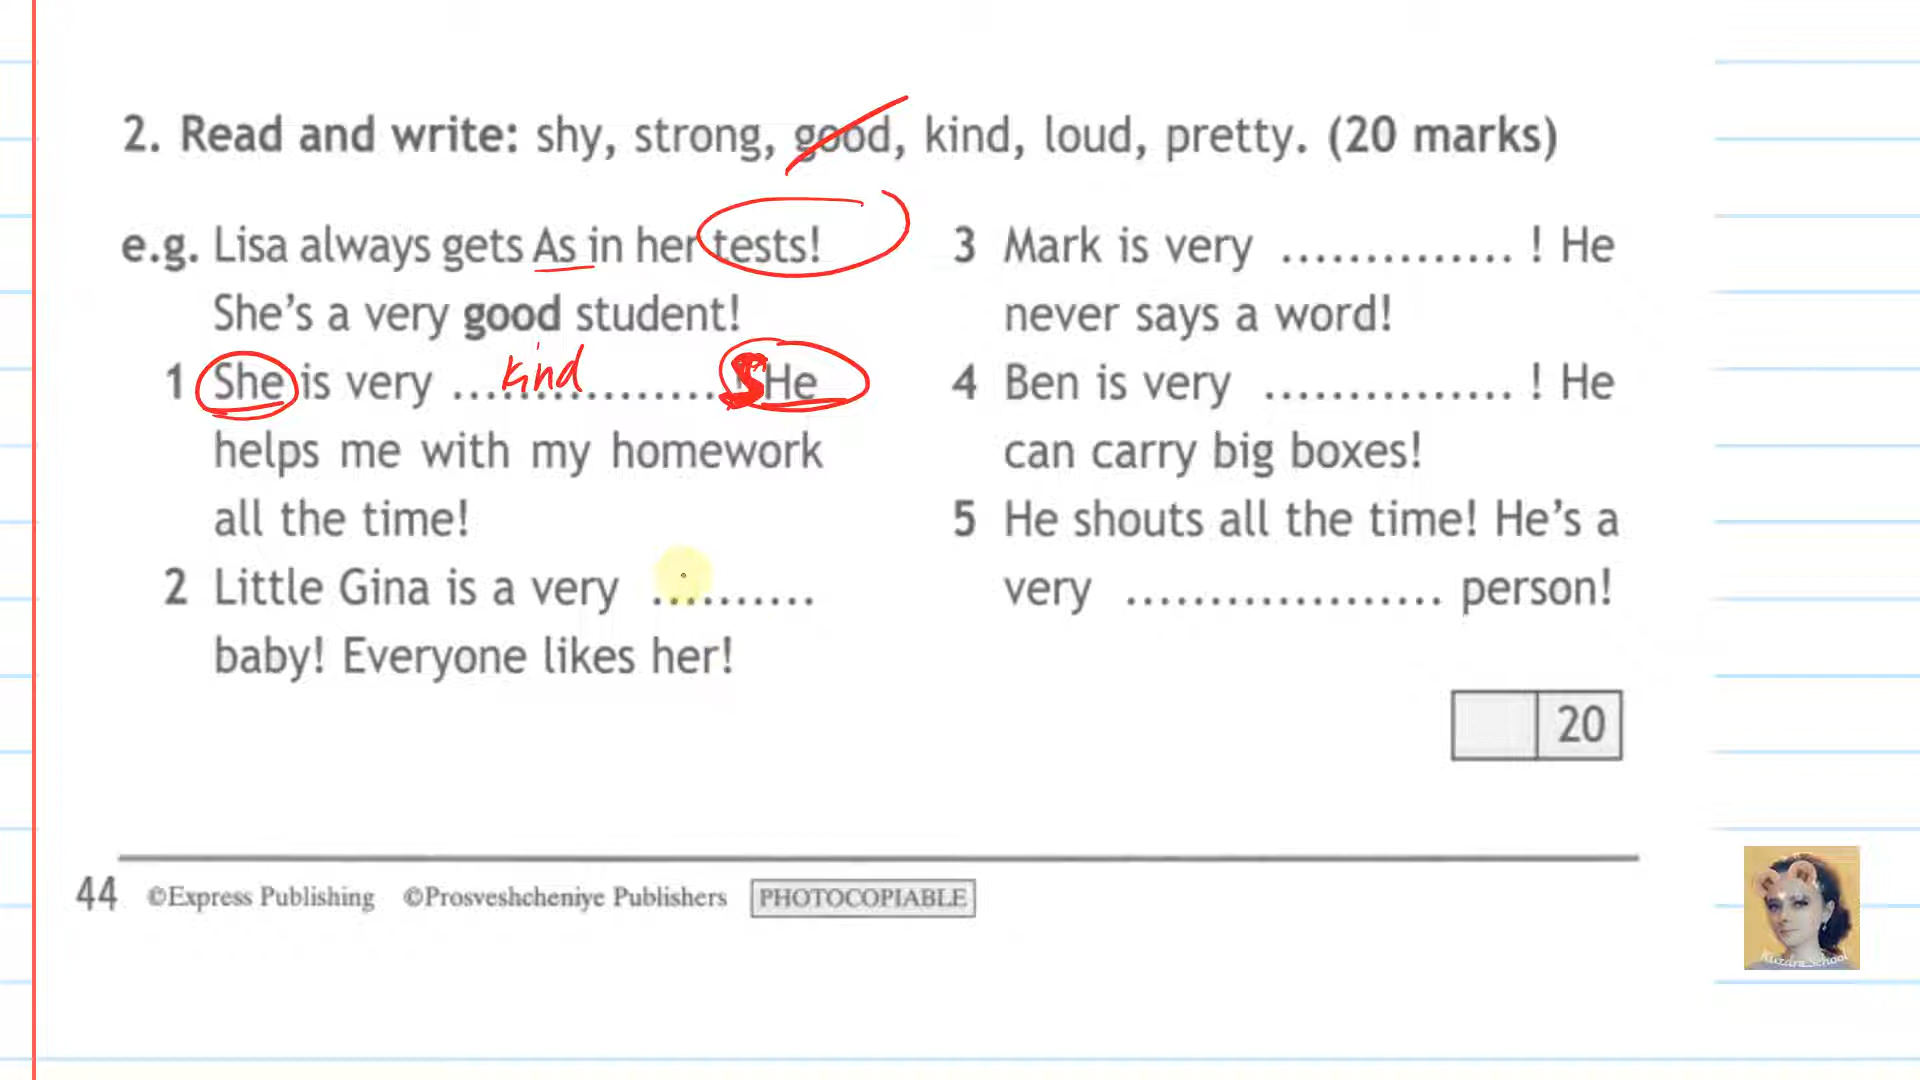 2. Read and write: shy, strong, good, kind, loud, pretty. (20 marks)
e.g. Lisa always gets As in her tests!
She's a very good student!
1 She is very ....kind............! SHe
helps me with my homework
all the time!
2 Little Gina is a very ..........
baby! Everyone likes her!
3 Mark is very ..............! He
never says a word!
4 Ben is very ...............! He
can carry big boxes!
5 He shouts all the time! He's a
very ................... person!
20
44 ©Express Publishing ©Prosveshcheniye Publishers PHOTOCOPIABLE